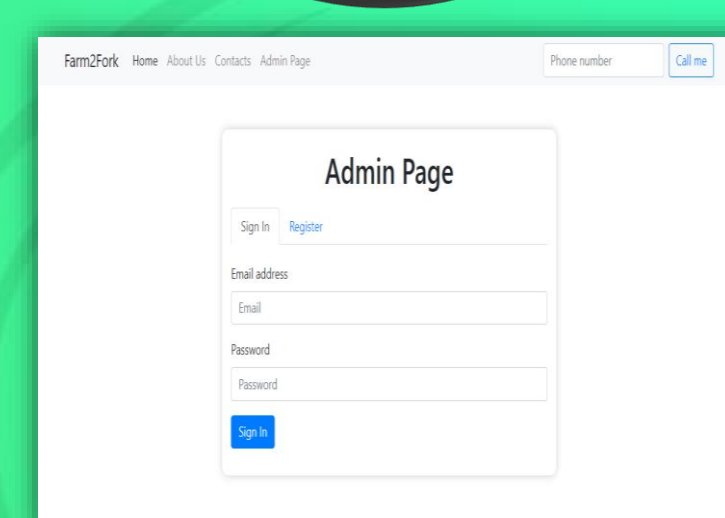 Farm2Fork Home About Us Contacts Admin Page Phone number Call me
Admin Page
Sign In Register
Email address
Email
Password
Password
Sign In